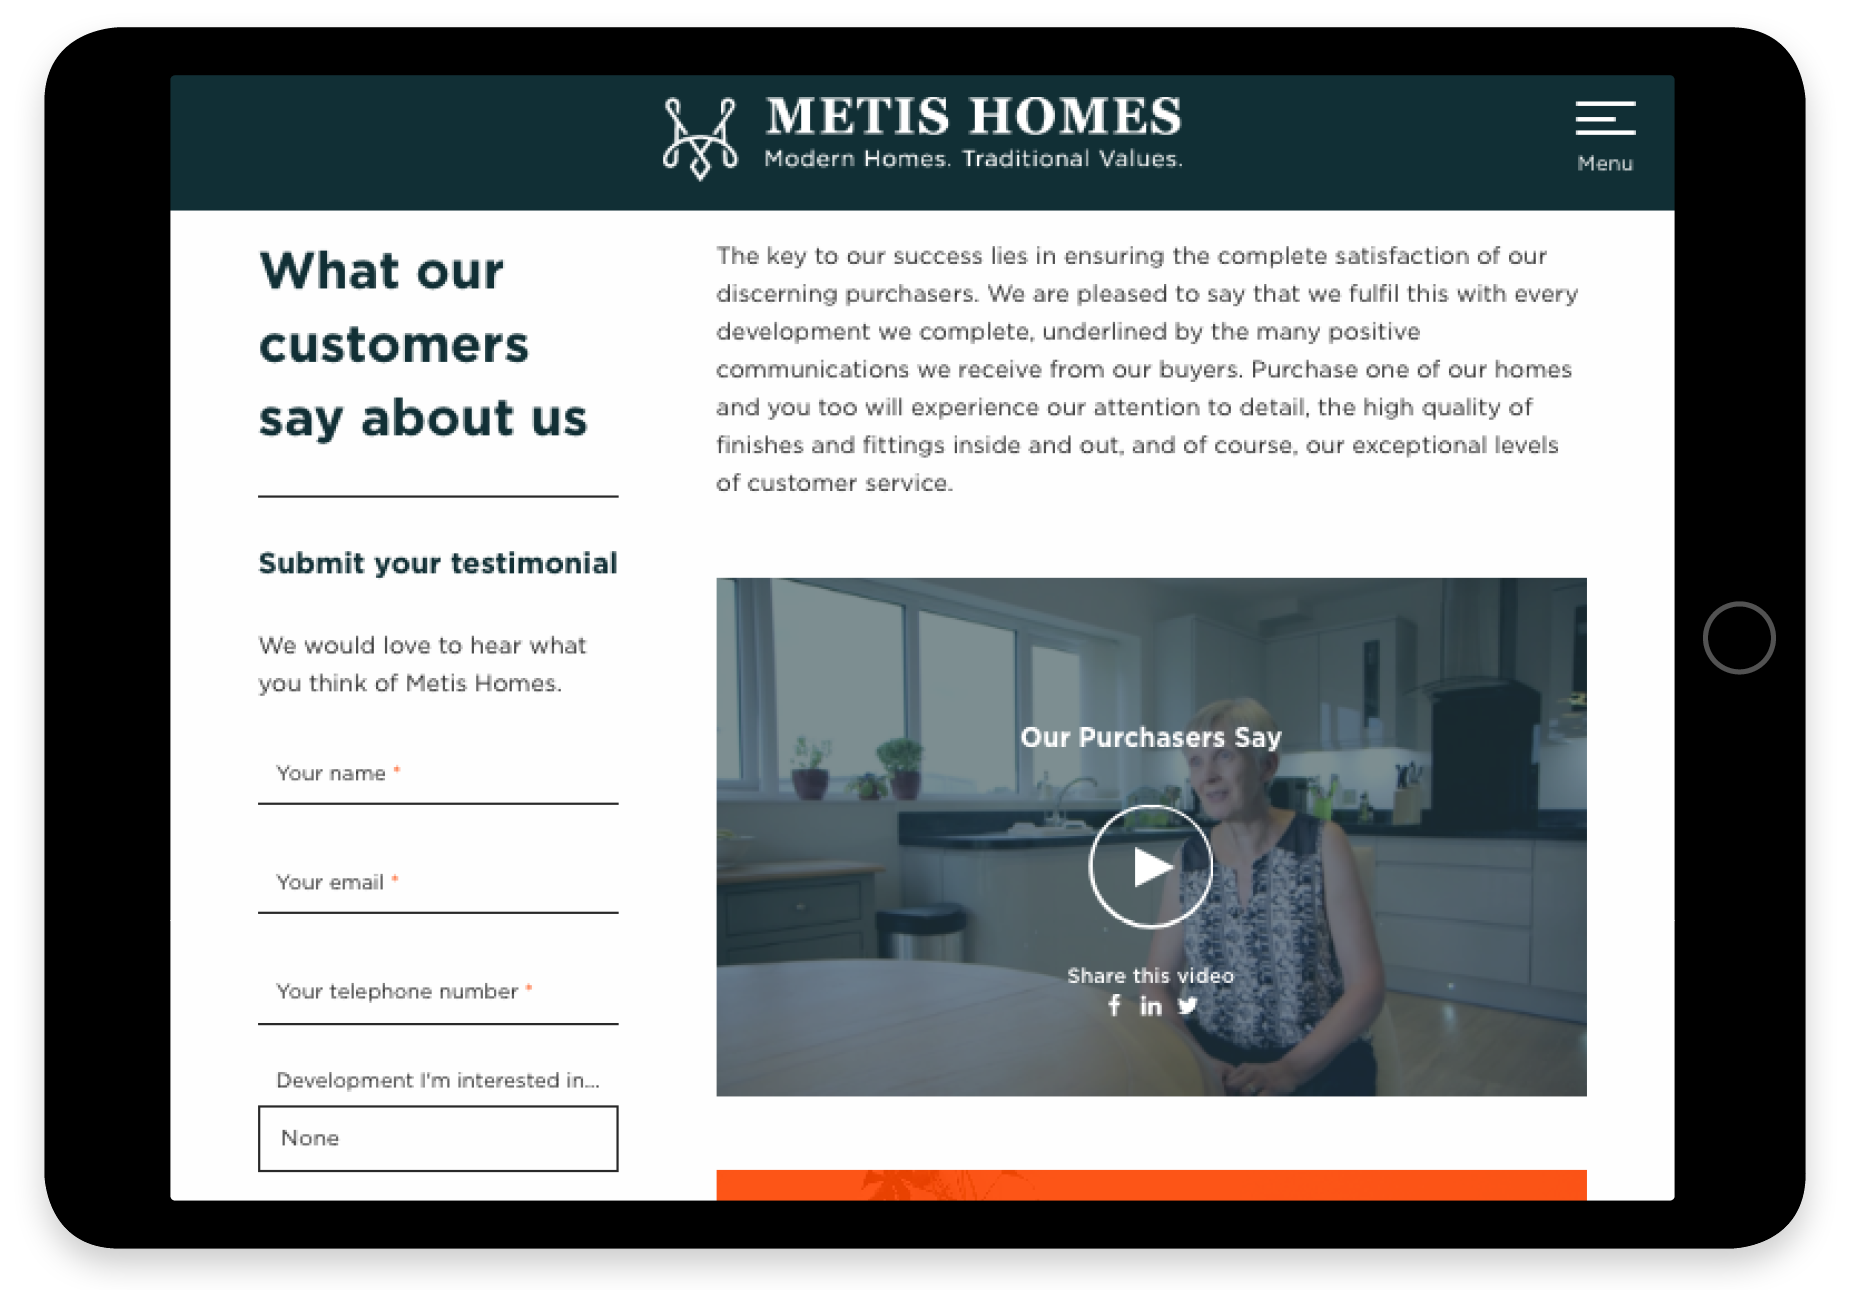 METIS HOMES
Modern Homes. Traditional Values.
Menu
What our
customers
say about us
Submit your testimonial
We would love to hear what
you think of Metis Homes.
Your name *
Your email *
Your telephone number *
Development I'm interested in...
None
The key to our success lies in ensuring the complete satisfaction of our
discerning purchasers. We are pleased to say that we fulfil this with every
development we complete, underlined by the many positive
communications we receive from our buyers. Purchase one of our homes
and you too will experience our attention to detail, the high quality of
finishes and fittings inside and out, and of course, our exceptional levels
of customer service.
Our Purchasers Say
Share this video
f in